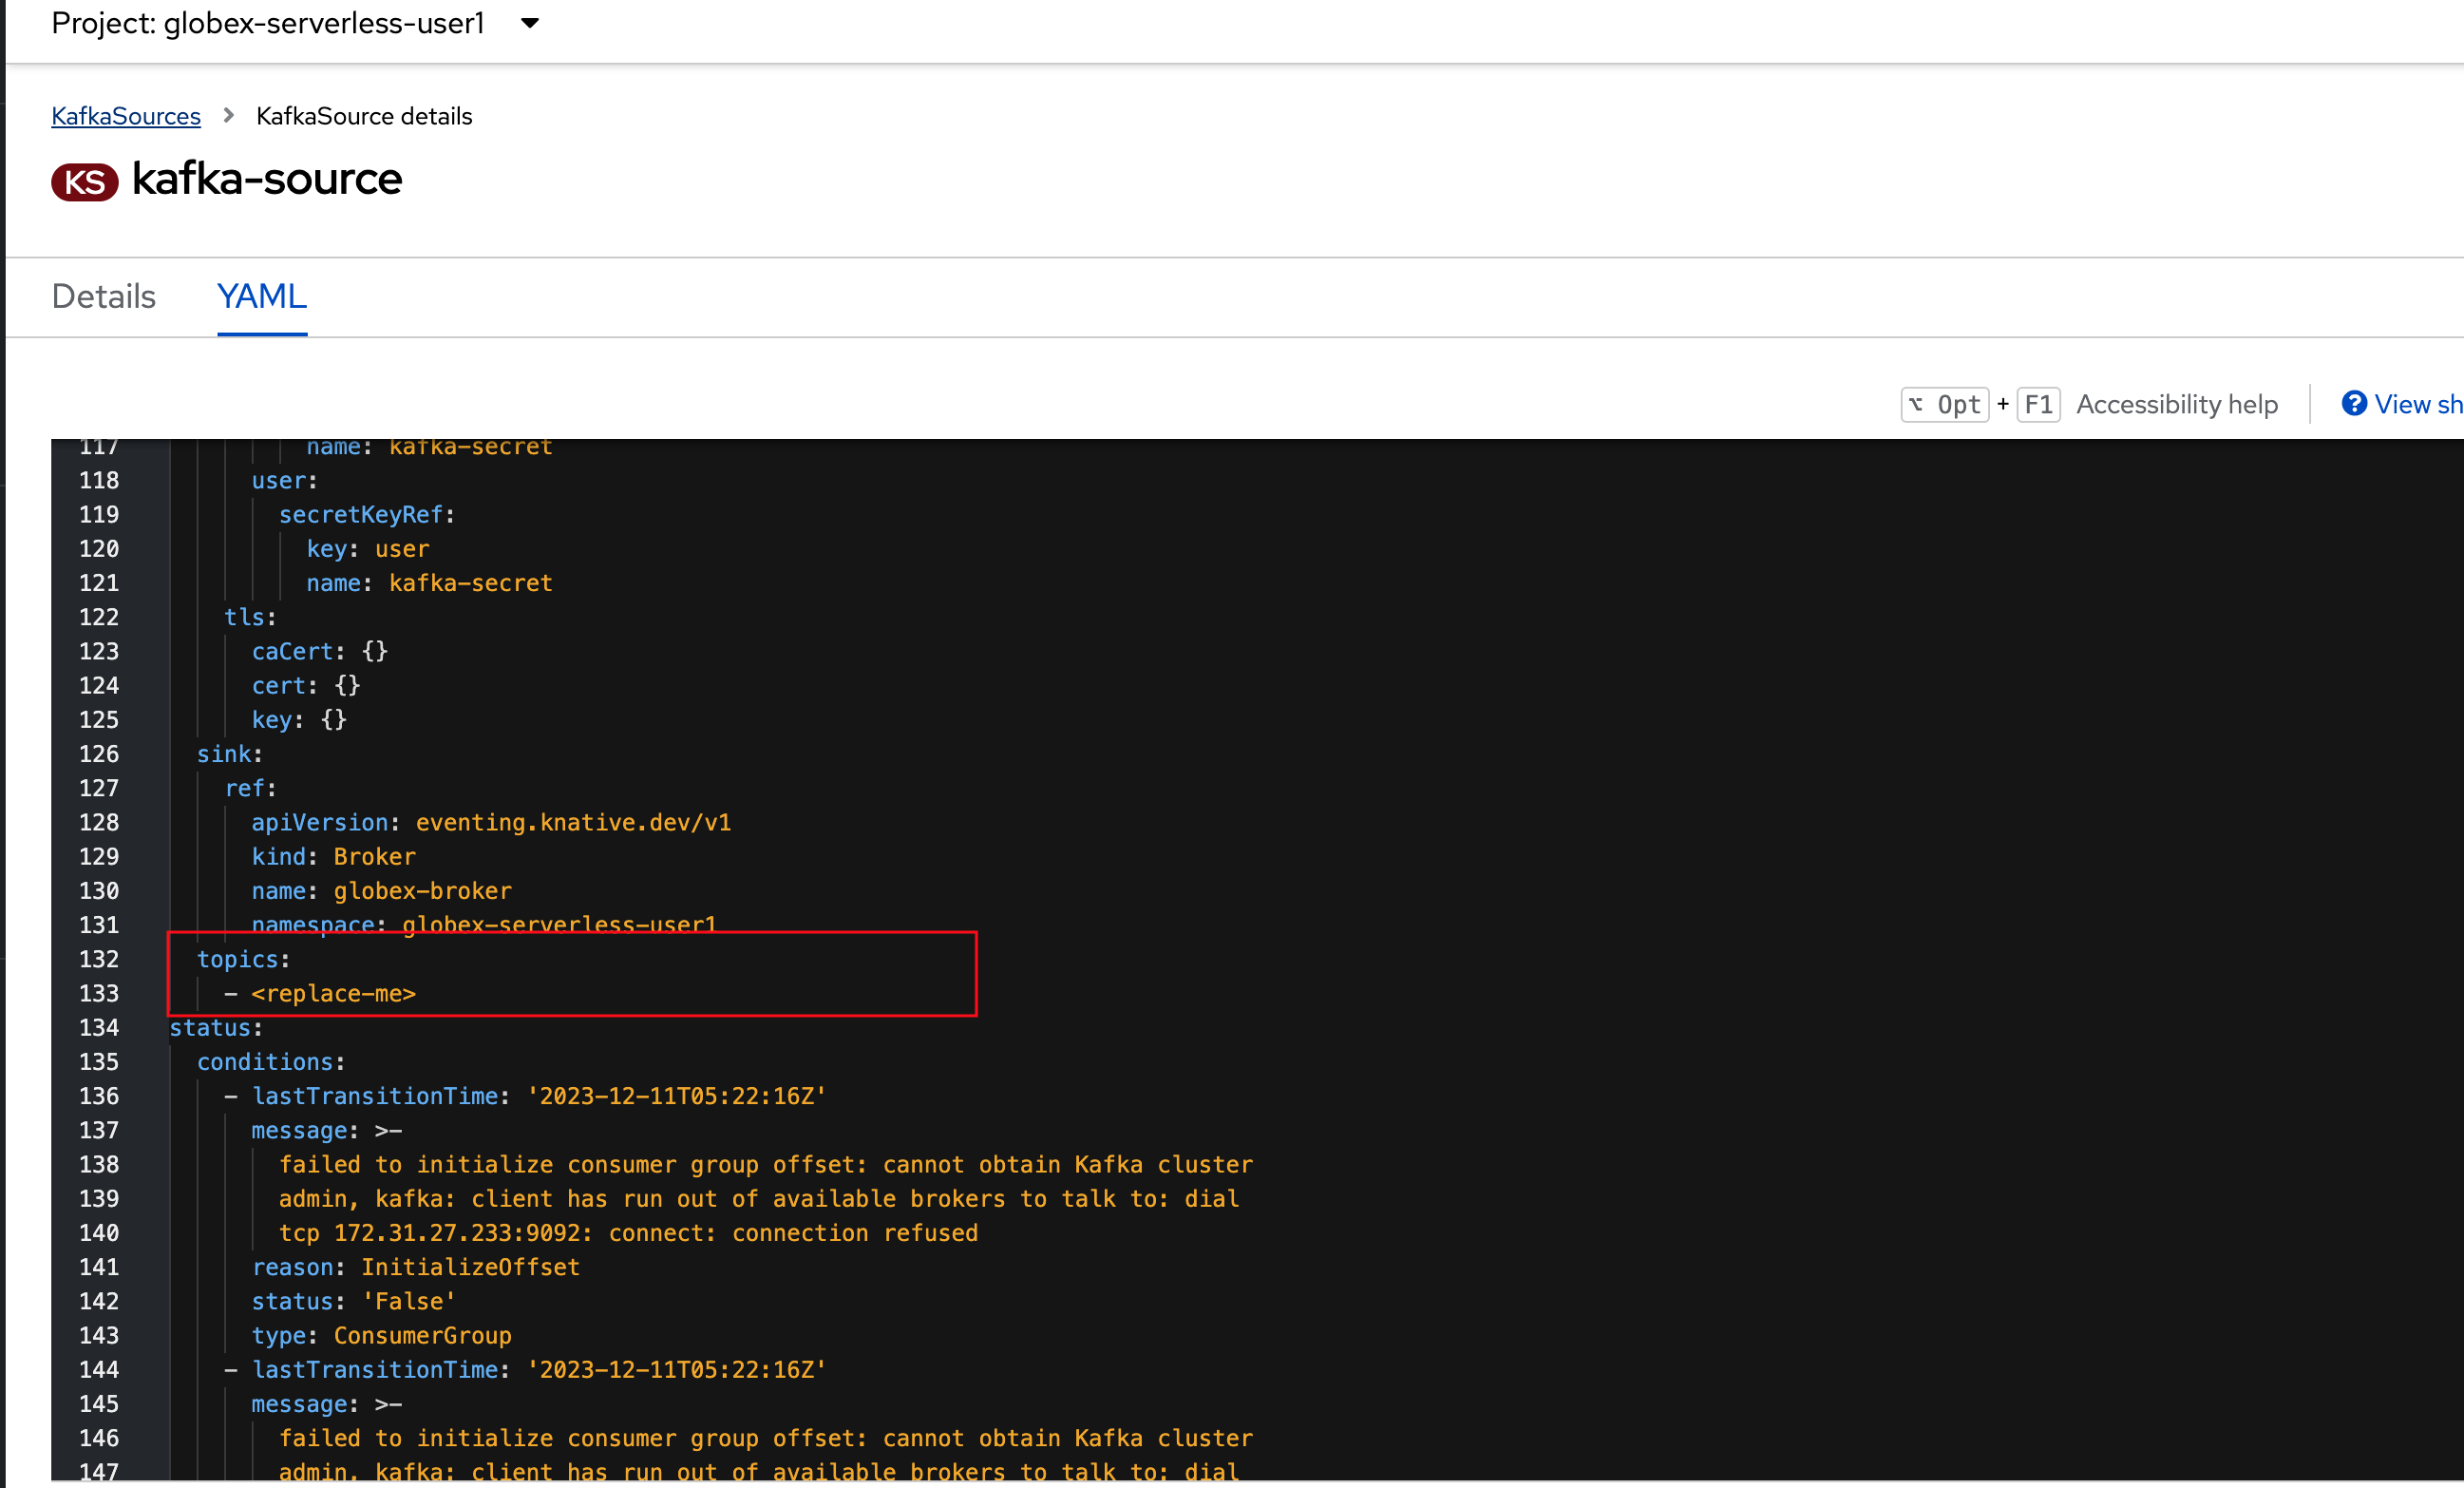 Project: globex-serverless-user1
KafkaSources > KafkaSource details
KS kafka-source
Details YAML
⌥ Opt + F1 Accessibility help View sh
117 name: kafka-secret
118 user:
119 secretKeyRef:
120 key: user
121 name: kafka-secret
122 tls:
123 caCert: {}
124 cert: {}
125 key: {}
126 sink:
127 ref:
128 apiVersion: eventing.knative.dev/v1
129 kind: Broker
130 name: globex-broker
131 namespace: globex-serverless-user1
132 topics:
133 - <replace-me>
134 status:
135 conditions:
136 - lastTransitionTime: '2023-12-11T05:22:16Z'
137 message: >-
138 failed to initialize consumer group offset: cannot obtain Kafka cluster
139 admin, kafka: client has run out of available brokers to talk to: dial
140 tcp 172.31.27.233:9092: connect: connection refused
141 reason: InitializeOffset
142 status: 'False'
143 type: ConsumerGroup
144 - lastTransitionTime: '2023-12-11T05:22:16Z'
145 message: >-
146 failed to initialize consumer group offset: cannot obtain Kafka cluster
147 admin, kafka: client has run out of available brokers to talk to: dial